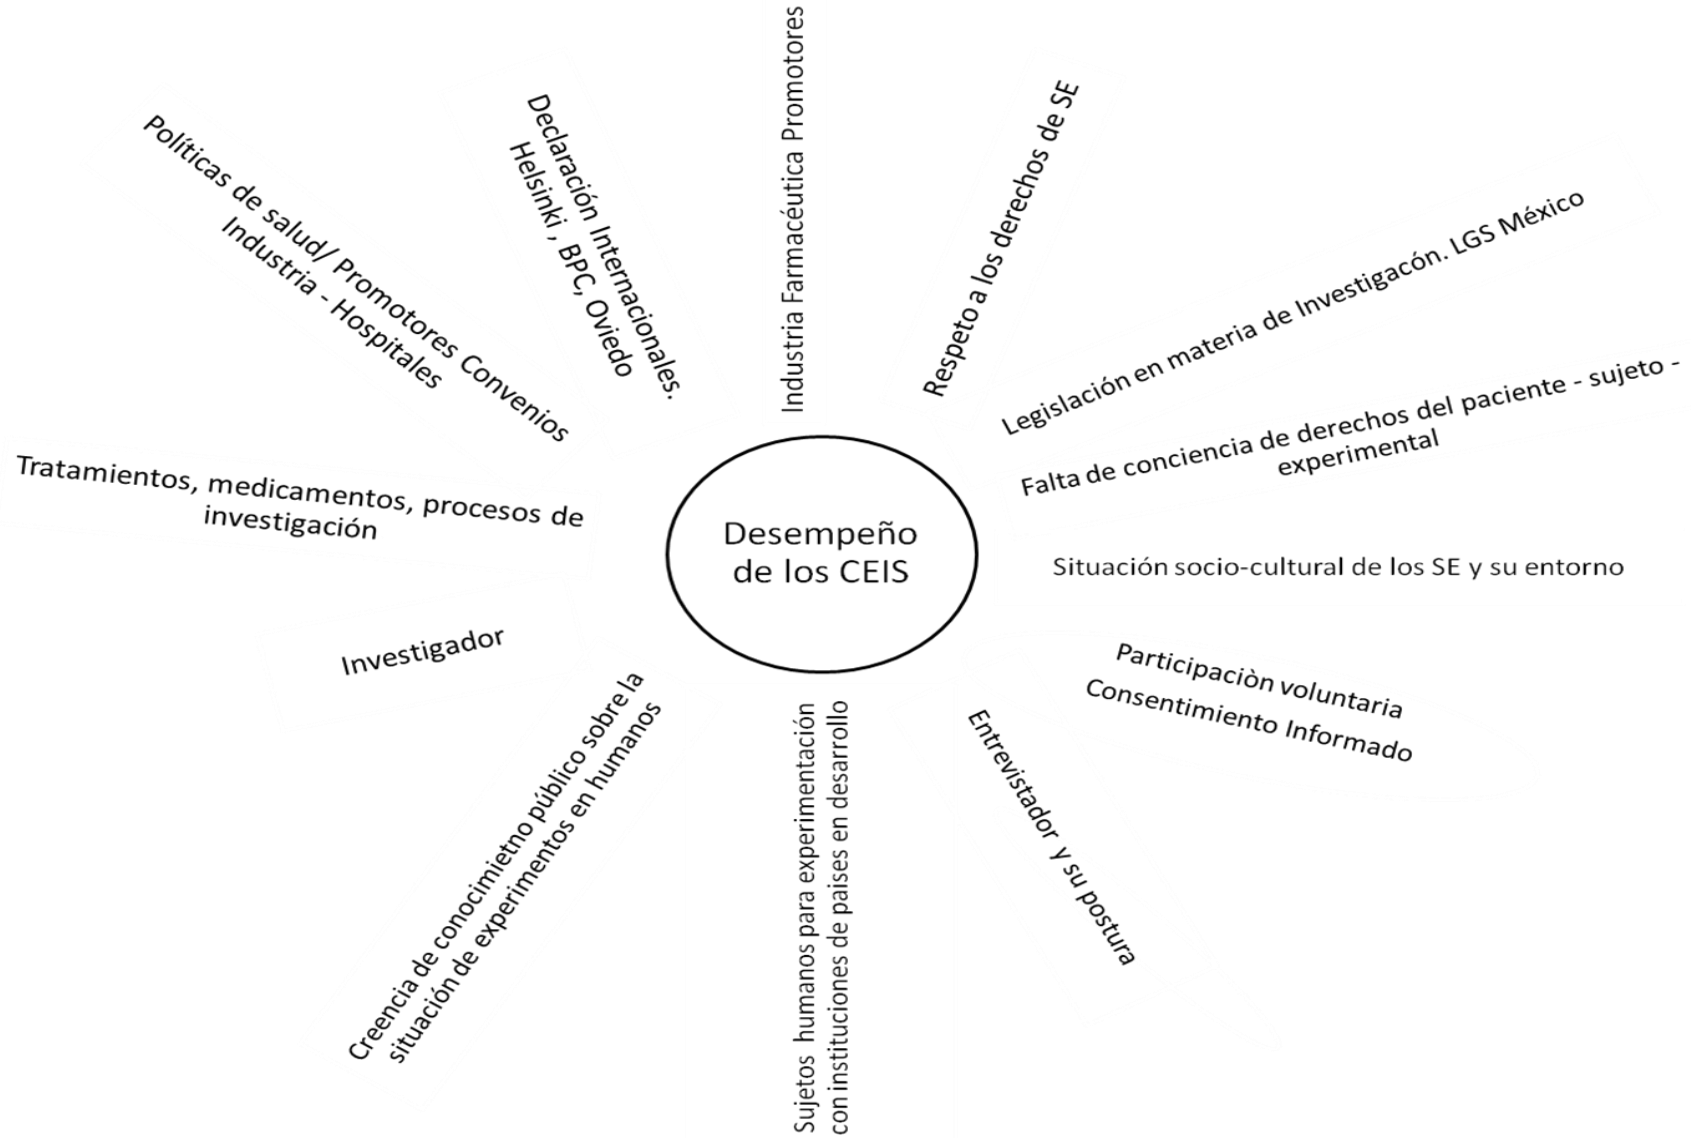 Industria Farmacéutica Promotores
Respeto a los derechos de SE
Legislación en materia de Investigacón. LGS México
Falta de conciencia de derechos del paciente - sujeto -
experimental
Situación socio-cultural de los SE y su entorno
Participaciòn voluntaria
Consentimiento Informado
Entrevistador y su postura
Sujetos humanos para experimentación
con instituciones de paises en desarrollo
Creencia de conocimietno público sobre la
situación de experimentos en humanos
Investigador
Tratamientos, medicamentos, procesos de
investigación
Políticas de salud/ Promotores Convenios
Industria - Hospitales
Declaración Internacionales.
Helsinki , BPC, Oviedo
Desempeño
de los CEIS